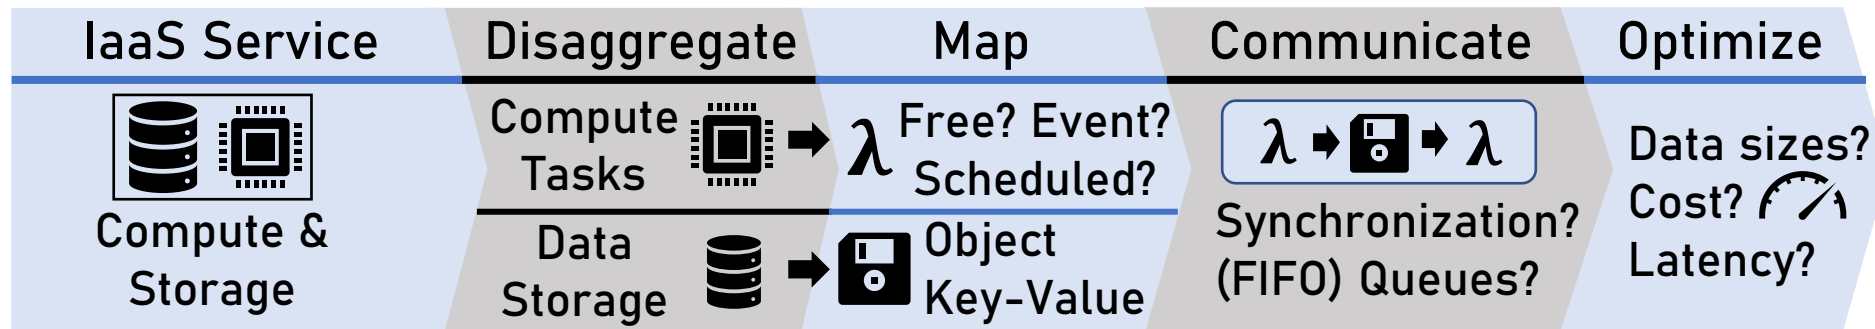 IaaS Service
Compute &
Storage
Disaggregate
Compute
Tasks
Data
Storage
Map
λ Free? Event?
Scheduled?
Object
Key-Value
Communicate
λ λ
Synchronization?
(FIFO) Queues?
Optimize
Data sizes?
Cost?
Latency?